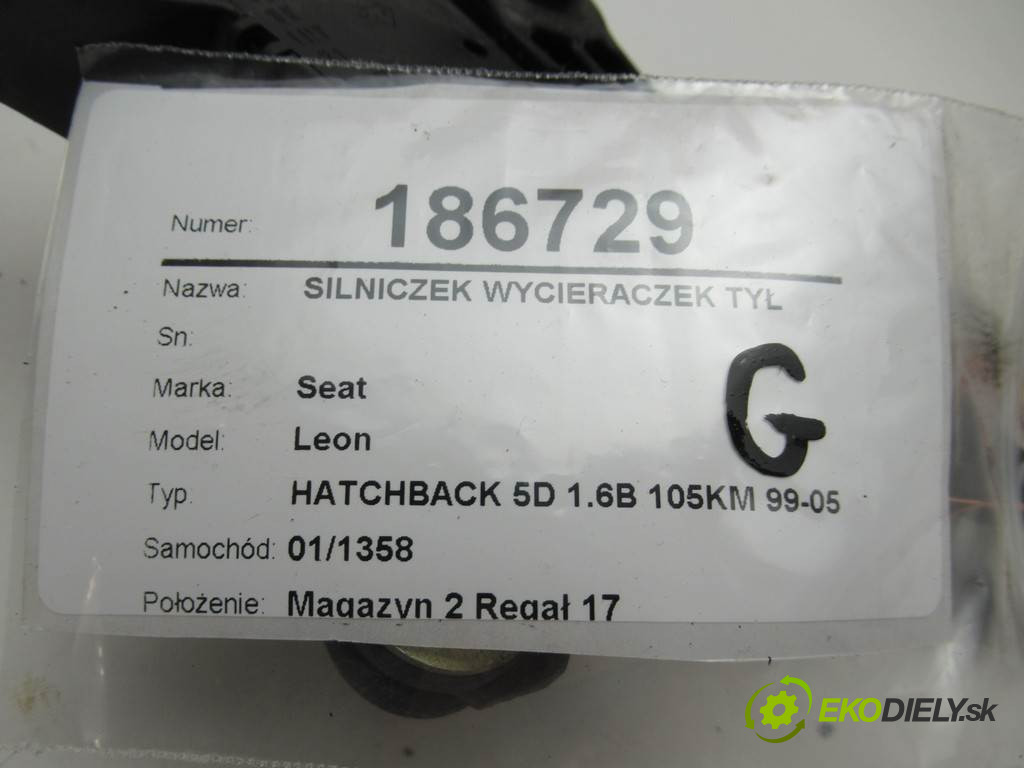 Numer: 186729
Nazwa: SILNICZEK WYCIERACZEK TYŁ
Sn:
Marka: Seat
G
Model: Leon
Typ: HATCHBACK 5D 1.6B 105KM 99-05
Samochód: 01/1358
Położenie: Magazyn 2 Regał 17
EKODIELY.sk